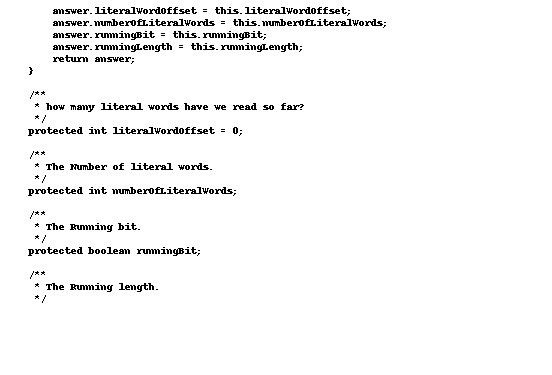 answer.literalWordOffset = this.literalWordOffset;
answer.numberOfLiteralWords = this.numberOfLiteralWords;
answer.runningBit = this.runningBit;
answer.runningLength = this.runningLength;
return answer;
}
/**
* how many literal words have we read so far?
*/
protected int literalWordOffset = 0;
/**
* The Number of literal words.
*/
protected int numberOfLiteralWords;
/**
* The Running bit.
*/
protected boolean runningBit;
/**
* The Running length.
*/